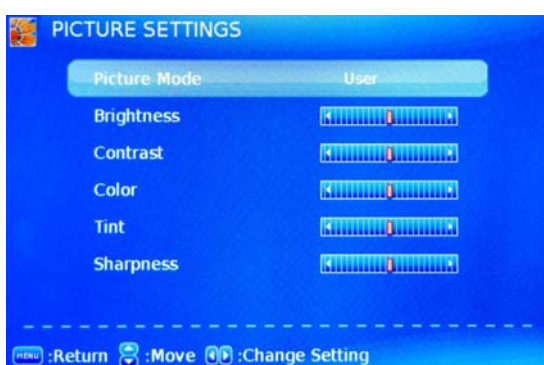 PICTURE SETTINGS
Picture Mode User
Brightness
Contrast
Color
Tint
Sharpness
MENU :Return :Move :Change Setting